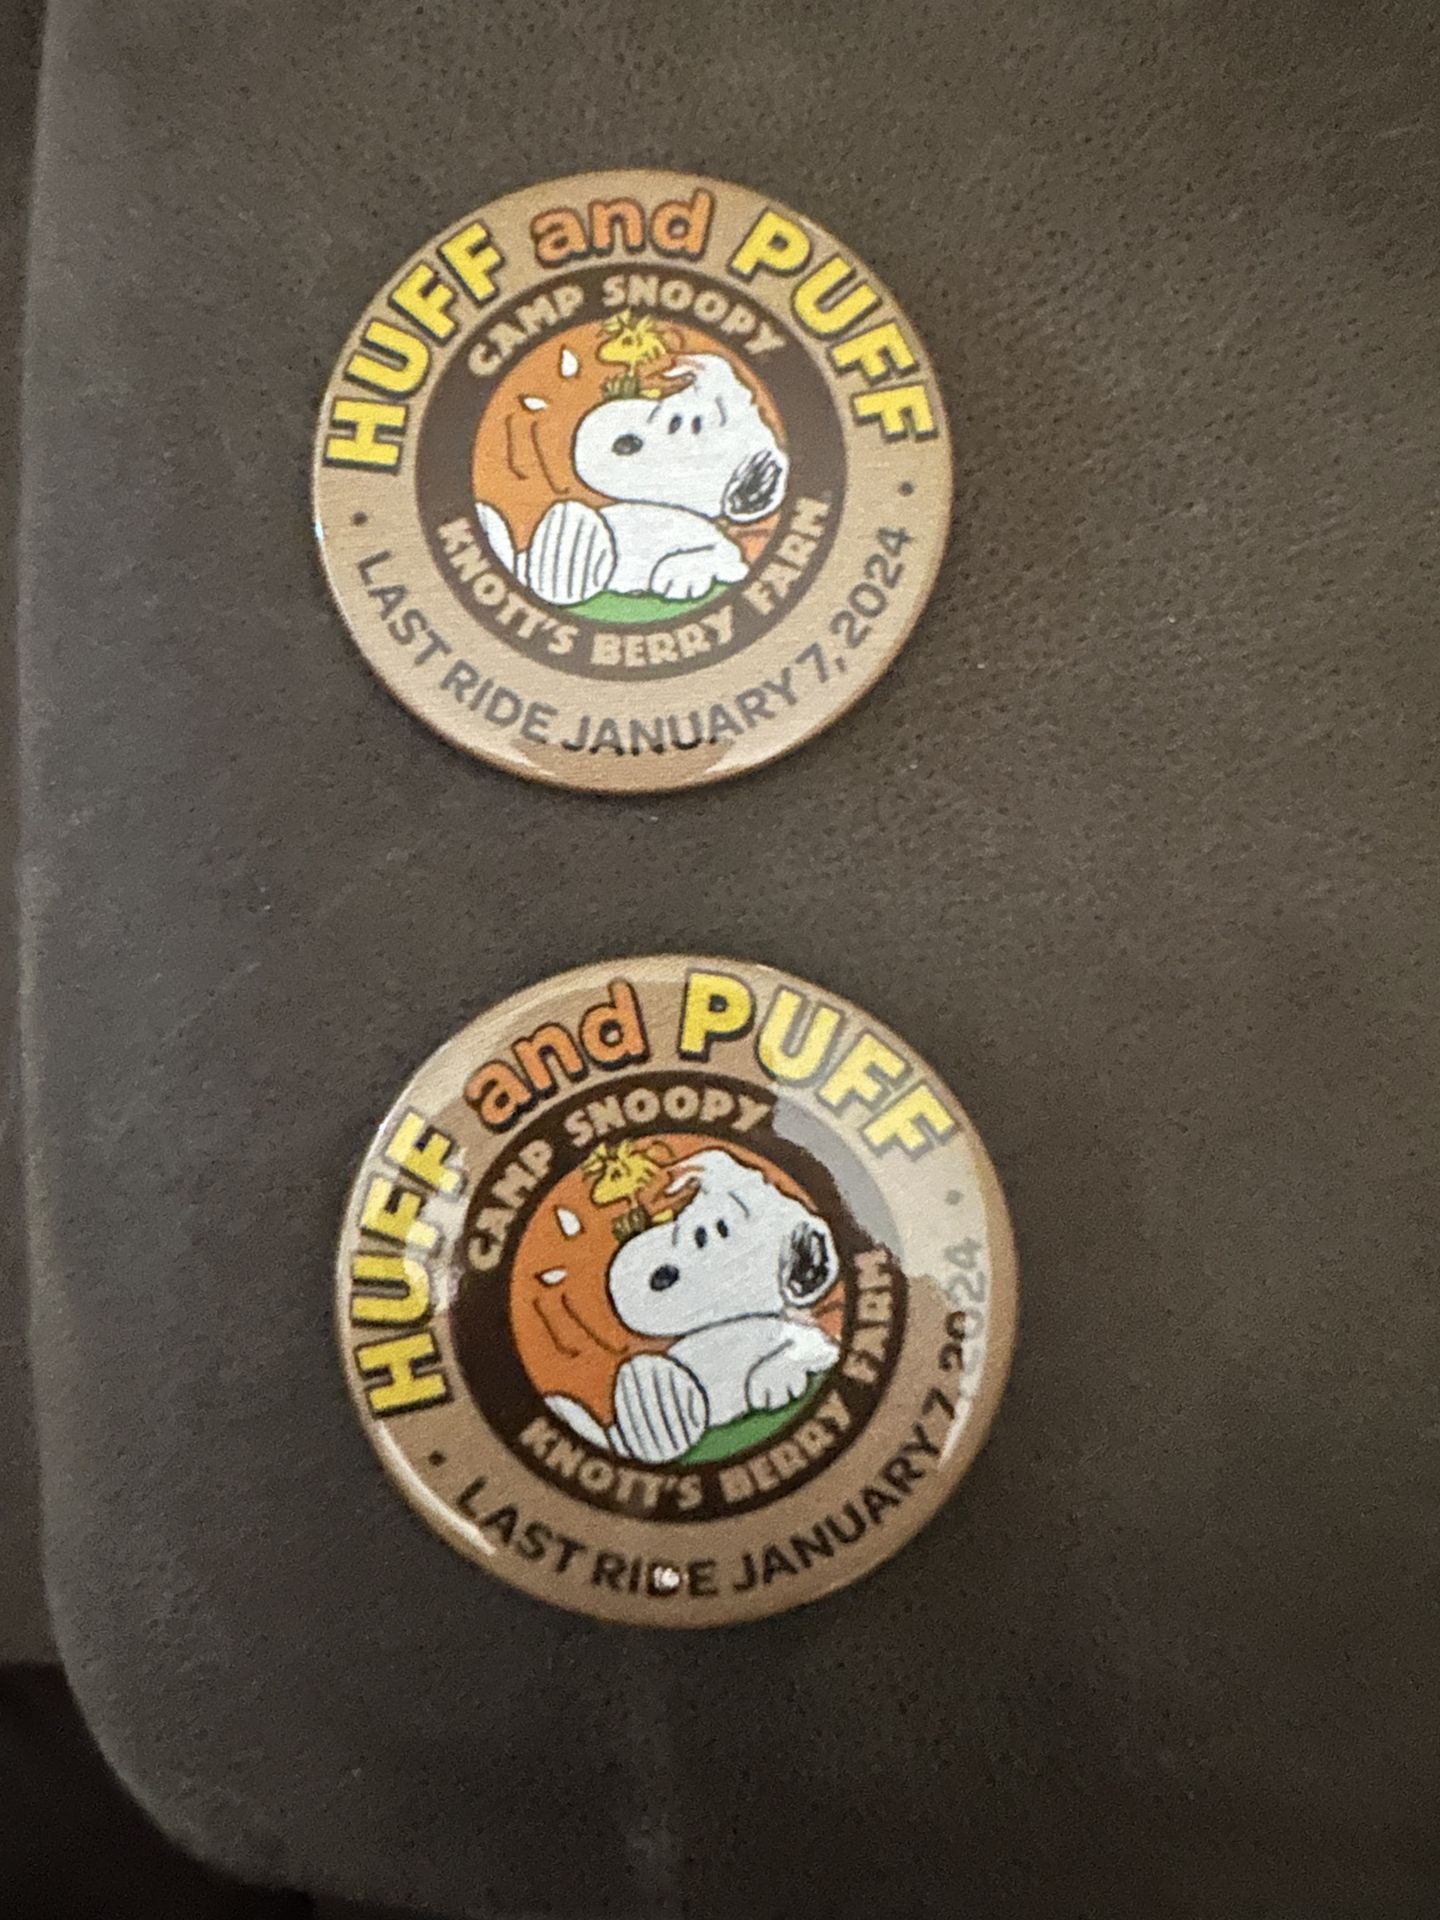 HUFF and PUFF
CAMP SNOOPY
KNOTT'S BERRY FARM
• LAST RIDE JANUARY 7, 2024 •
HUFF and PUFF
CAMP SNOOPY
KNOTT'S BERRY FARM
• LAST RIDE JANUARY 7, 2024 •